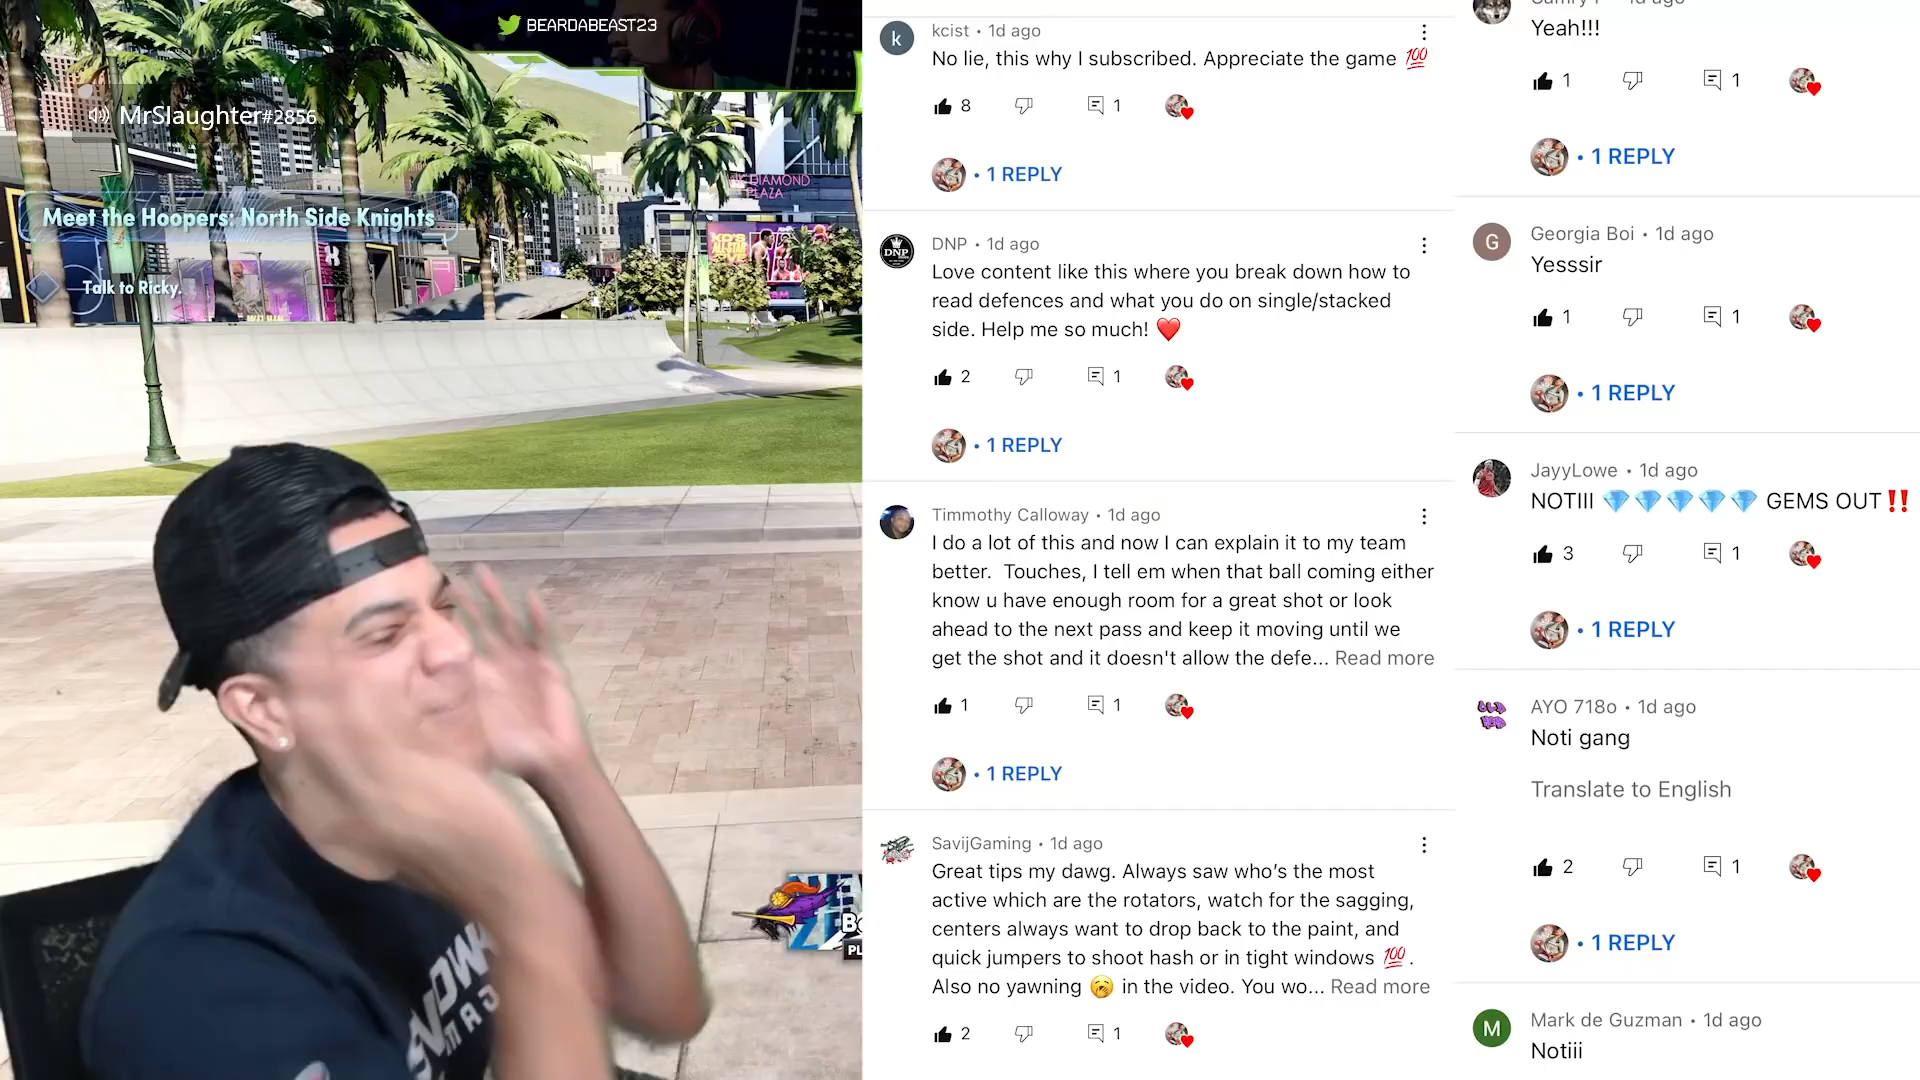 BEARDABEAST23
MrSlaughter#2856
DIAMOND
PLAZA
Meet the Hoopers: North Side Knights
Talk to Ricky.
kcist • 1d ago
No lie, this why I subscribed. Appreciate the game 💯
8 1
• 1 REPLY
DNP
DNP • 1d ago
Love content like this where you break down how to
read defences and what you do on single/stacked
side. Help me so much! ❤️
2 1
• 1 REPLY
Timmothy Calloway • 1d ago
I do a lot of this and now I can explain it to my team
better.  Touches, I tell em when that ball coming either
know u have enough room for a great shot or look
ahead to the next pass and keep it moving until we
get the shot and it doesn't allow the defe... Read more
1 1
• 1 REPLY
SavijGaming • 1d ago
Great tips my dawg. Always saw who's the most
active which are the rotators, watch for the sagging,
centers always want to drop back to the paint, and
quick jumpers to shoot hash or in tight windows 💯.
Also no yawning 🥱 in the video. You wo... Read more
2 1
Yeah!!!
1 1
• 1 REPLY
G
Georgia Boi • 1d ago
Yesssir
1 1
• 1 REPLY
JayyLowe • 1d ago
NOTIII 💎💎💎💎💎 GEMS OUT‼️
3 1
• 1 REPLY
AYO 718o • 1d ago
Noti gang
Translate to English
2 1
• 1 REPLY
M
Mark de Guzman • 1d ago
Notiii